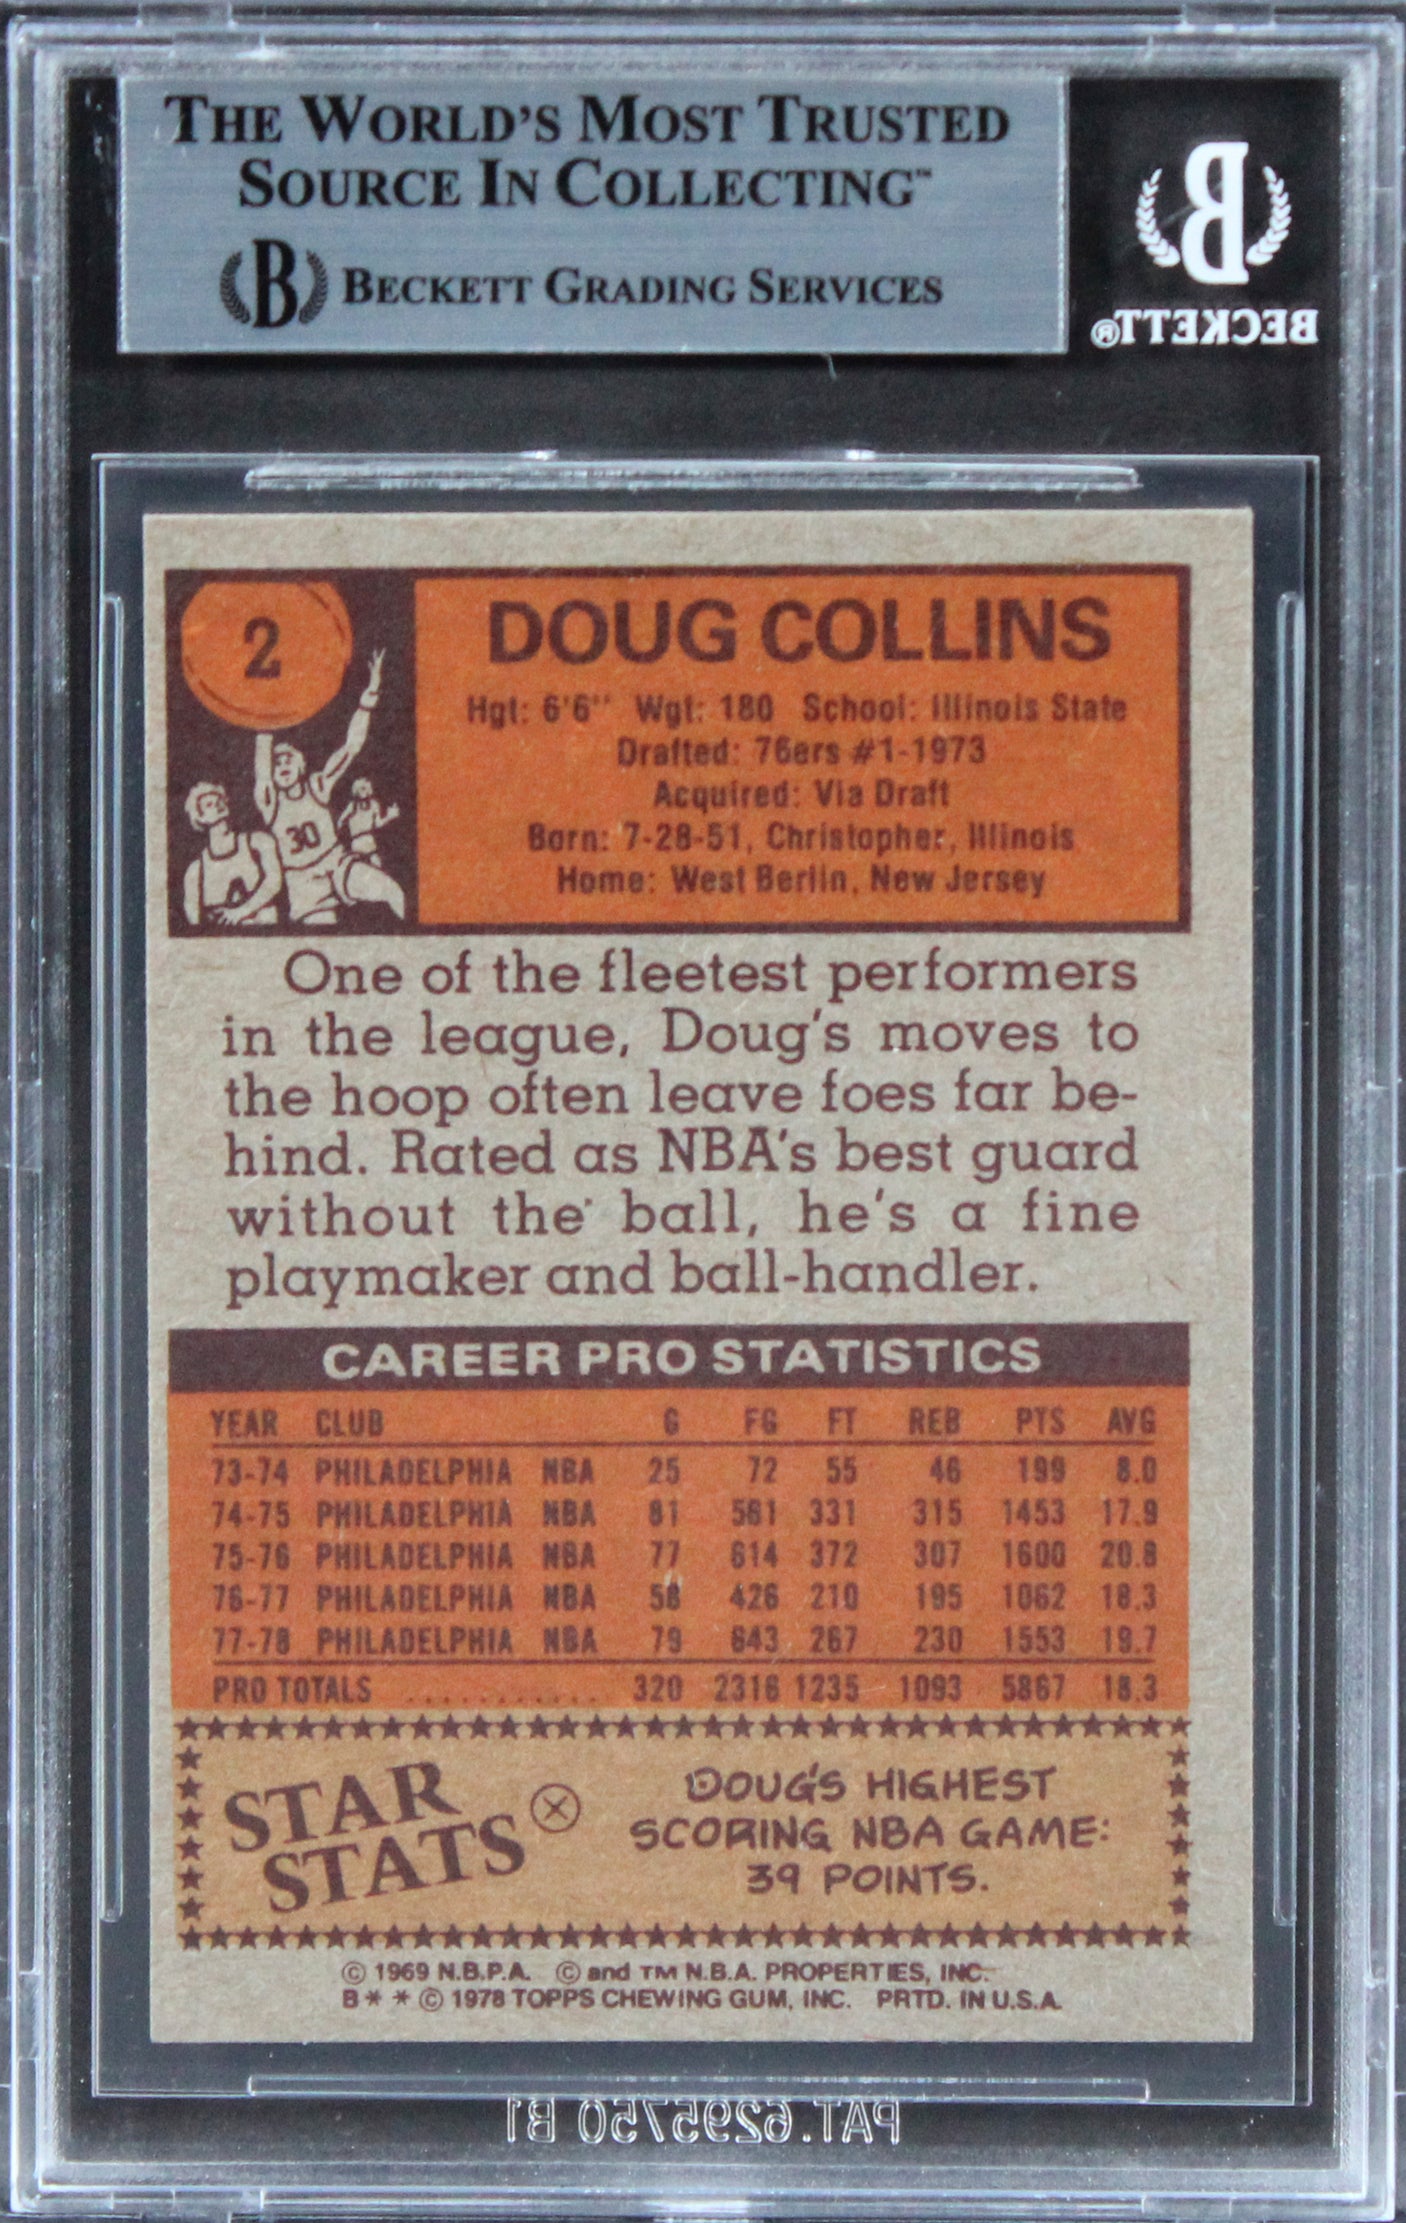 THE WORLD'S MOST TRUSTED
SOURCE IN COLLECTING™
B BECKETT GRADING SERVICES
B
BECKETT®
2
30
DOUG COLLINS
Hgt: 6'6" Wgt: 180 School: Illinois State
Drafted: 76ers #1-1973
Acquired: Via Draft
Born: 7-28-51, Christopher, Illinois
Home: West Berlin, New Jersey
One of the fleetest performers
in the league, Doug's moves to
the hoop often leave foes far be-
hind. Rated as NBA's best guard
without the ball, he's a fine
playmaker and ball-handler.
CAREER PRO STATISTICS
YEAR CLUB G FG FT REB PTS AVG
73-74 PHILADELPHIA NBA 25 72 55 46 199 8.0
74-75 PHILADELPHIA NBA 81 561 331 315 1453 17.9
75-76 PHILADELPHIA NBA 77 614 372 307 1600 20.8
76-77 PHILADELPHIA NBA 58 426 210 195 1062 18.3
77-78 PHILADELPHIA NBA 79 643 267 230 1553 19.7
PRO TOTALS ............ 320 2316 1235 1093 5867 18.3
STAR
STATS
DOUG'S HIGHEST
SCORING NBA GAME:
39 POINTS.
© 1969 N.B.P.A. © and TM N.B.A. PROPERTIES, INC.
B* * © 1978 TOPPS CHEWING GUM, INC. PRTD. IN U.S.A.
PAT.6295750 B1